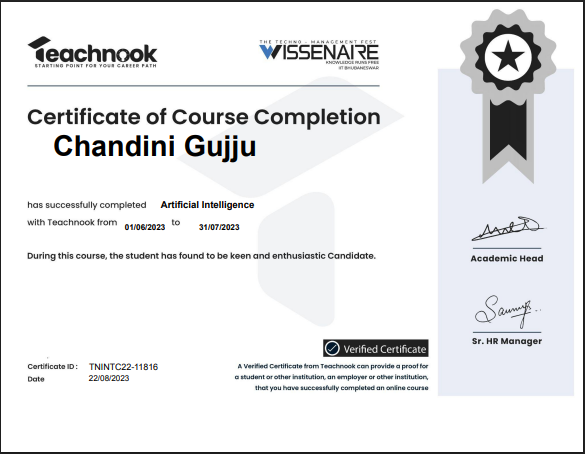 Teachnook
STARTING POINT FOR YOUR CAREER PATH
THE TECHNO - MANAGEMENT FEST
WISSENAIRE
KNOWLEDGE RUNS FREE
IIT BHUBANESWAR
Certificate of Course Completion
Chandini Gujju
has successfully completed Artificial Intelligence
with Teachnook from 01/06/2023 to 31/07/2023
During this course, the student has found to be keen and enthusiastic Candidate.
Academic Head
Sr. HR Manager
Verified Certificate
Certificate ID : TNINTC22-11816
Date 22/08/2023
A Verified Certificate from Teachnook can provide a proof for
a student or other institution, an employer or other institution,
that you have successfully completed an online course